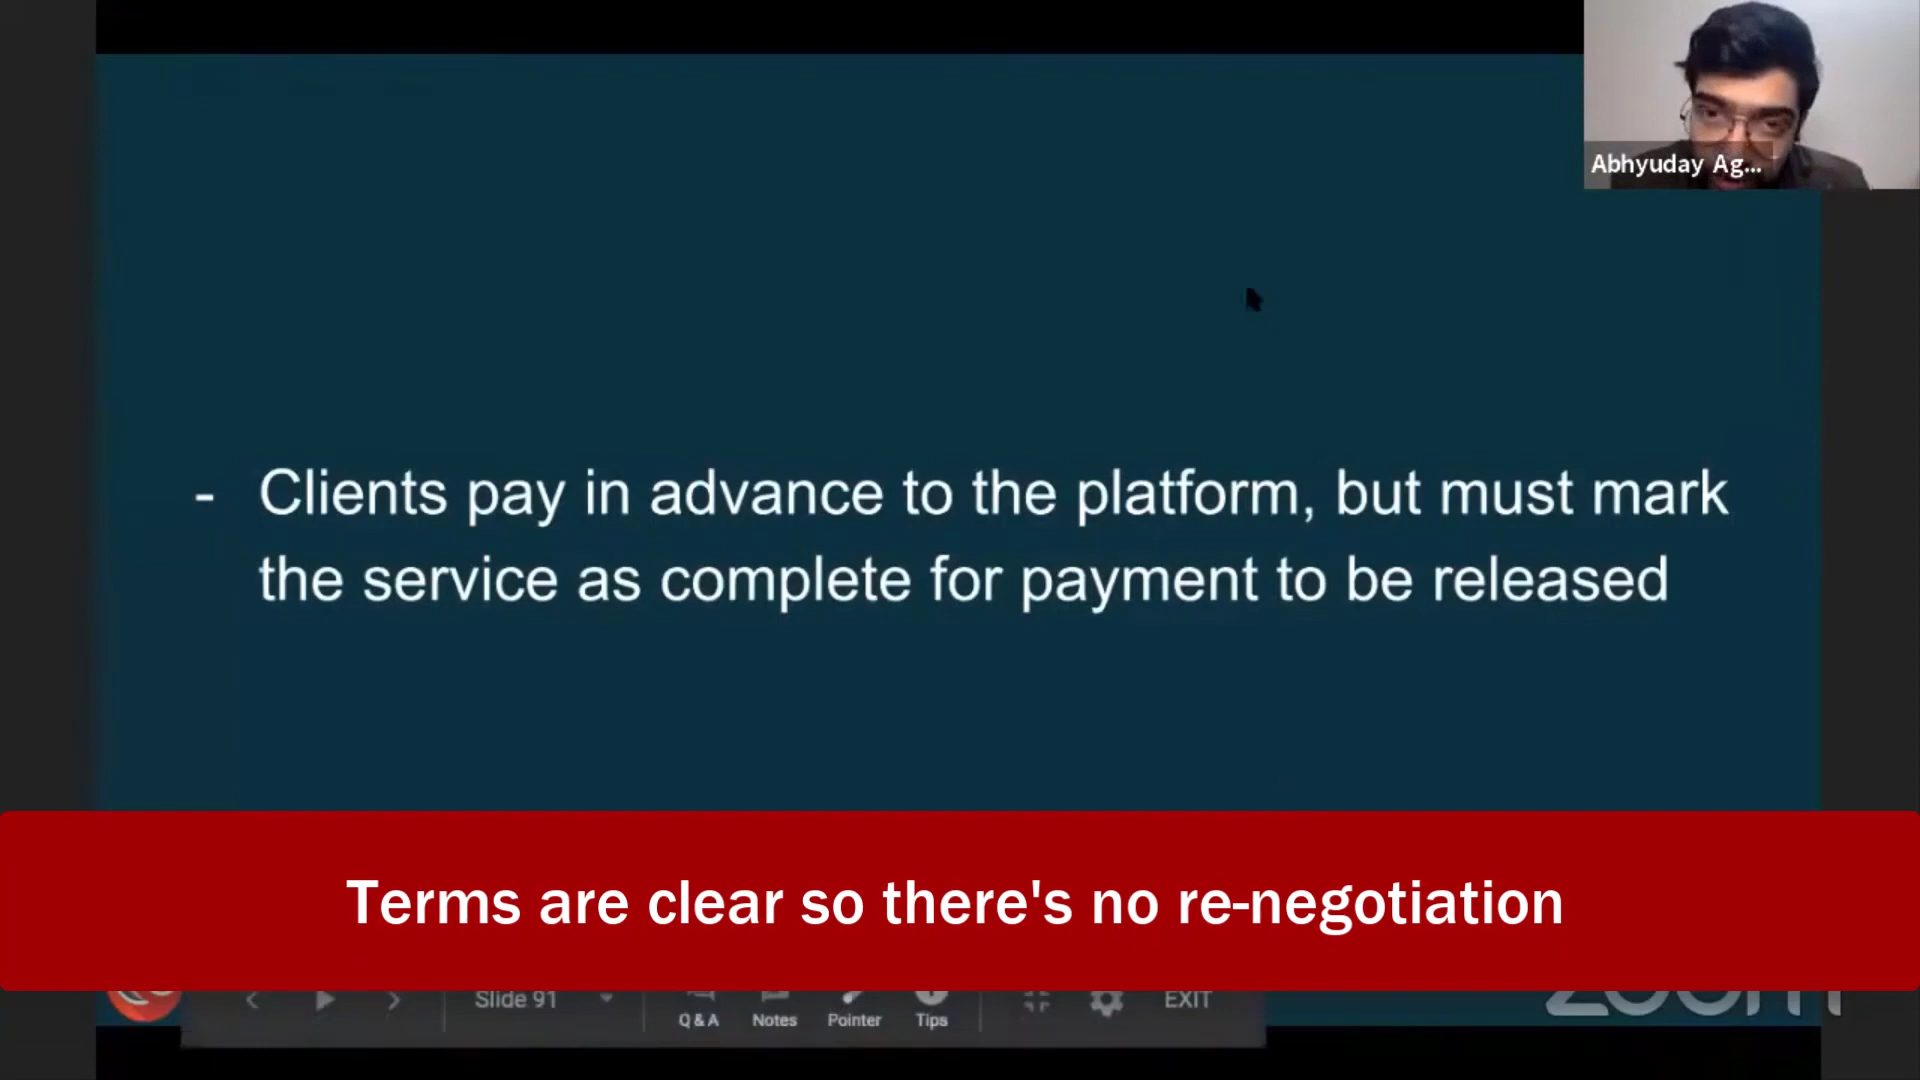 Abhyuday Ag...
- Clients pay in advance to the platform, but must mark
the service as complete for payment to be released
Terms are clear so there's no re-negotiation
Slide 91
EXIT
Q & A
Notes
Pointer
Tips
zoom